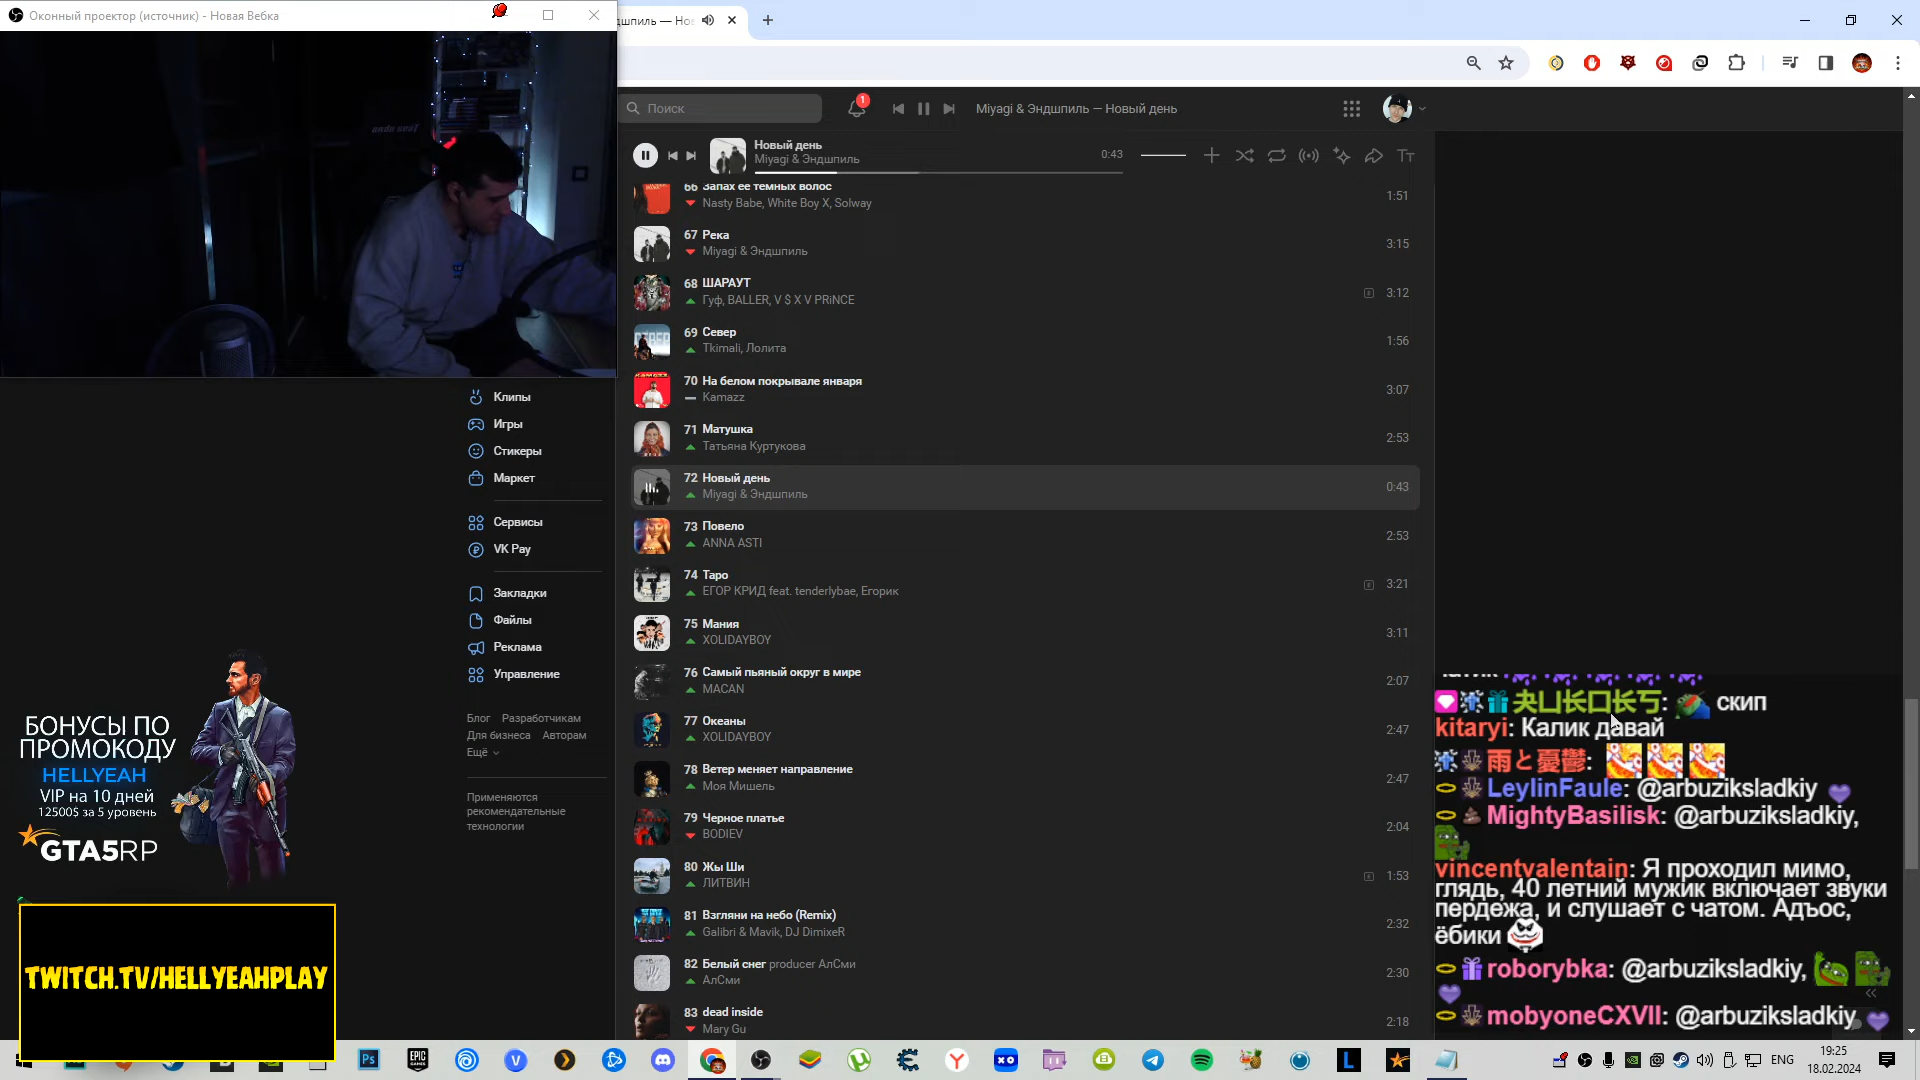 Оконный проектор (источник) - Новая Вебка
дшпиль — Нов
Поиск
1
Miyagi & Эндшпиль — Новый день
Новый день
Miyagi & Эндшпиль
0:43
66 Запах её тёмных волос
Nasty Babe, White Boy X, Solway
1:51
67 Река
Miyagi & Эндшпиль
3:15
68 ШАРАУТ
Гуф, BALLER, V $ X V PRiNCE
E 3:12
69 Север
Tkimali, Лолита
1:56
70 На белом покрывале января
Kamazz
3:07
71 Матушка
Татьяна Куртукова
2:53
72 Новый день
Miyagi & Эндшпиль
0:43
73 Повело
ANNA ASTI
2:53
74 Таро
ЕГОР КРИД feat. tenderlybae, Егорик
E 3:21
75 Мания
XOLIDAYBOY
3:11
76 Самый пьяный округ в мире
MACAN
2:07
77 Океаны
XOLIDAYBOY
2:47
78 Ветер меняет направление
Моя Мишель
2:47
79 Черное платье
BODIEV
2:04
80 Жы Ши
ЛИТВИН
E 1:53
81 Взгляни на небо (Remix)
Galibri & Mavik, DJ DimixeR
2:32
82 Белый снег producer АлСми
АлСми
2:30
83 dead inside
Mary Gu
2:18
Клипы
Игры
Стикеры
Маркет
Сервисы
VK Pay
Закладки
Файлы
Реклама
Управление
Блог Разработчикам
Для бизнеса Авторам
Ещё
Применяются
рекомендательные
технологии
БОНУСЫ ПО
ПРОМОКОДУ
HELLYEAH
VIP на 10 дней
12500$ за 5 уровень
GTA5RP
TWITCH.TV/HELLYEAHPLAY
скип
kitaryi: Калик давай
雨と憂鬱:
LeylinFaule: @arbuziksladkiy
MightyBasilisk: @arbuziksladkiy,
vincentvalentain: Я проходил мимо,
глядь, 40 летний мужик включает звуки
пердежа, и слушает с чатом. Адъос,
ёбики
roborybka: @arbuziksladkiy,
mobyoneCXVII: @arbuziksladkiy
Ps
EPIC GAMES
V
XO
L
ENG
19:25
18.02.2024